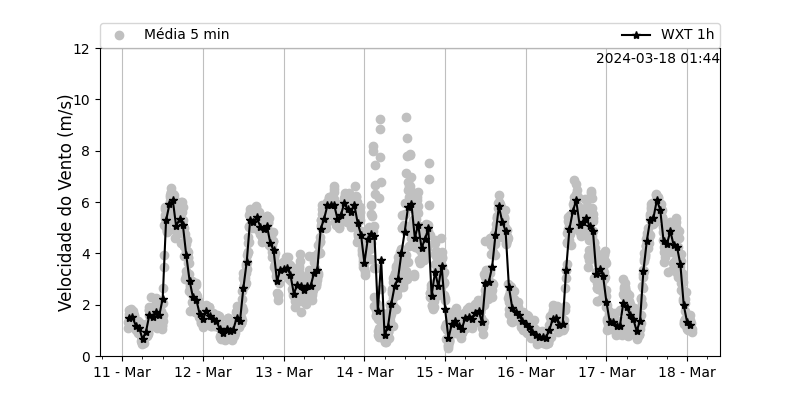 Média 5 min
WXT 1h
2024-03-18 01:44
Velocidade do Vento (m/s)
12
10
8
6
4
2
0
11 - Mar 12 - Mar 13 - Mar 14 - Mar 15 - Mar 16 - Mar 17 - Mar 18 - Mar